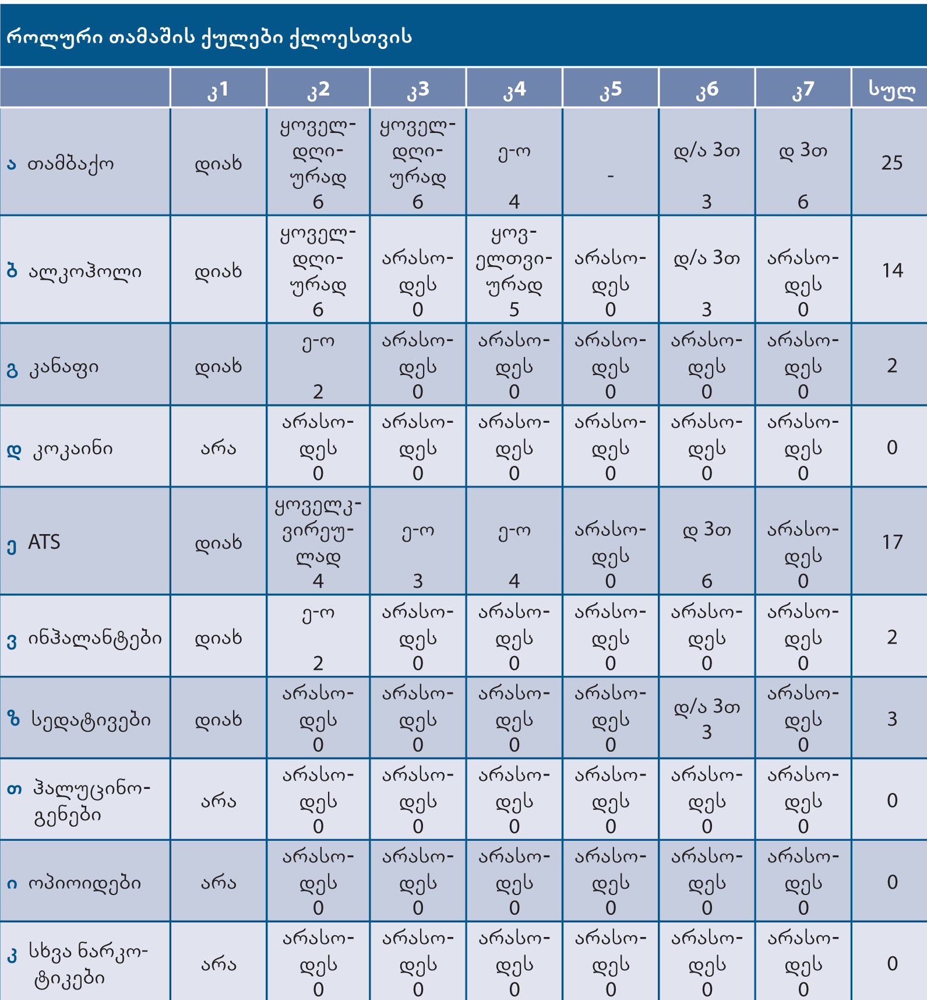 როლური თამაშის ქულები ქლოესთვის
კ1 კ2 კ3 კ4 კ5 კ6 კ7 სულ
ა თამბაქო დიახ ყოველ-დღი-ურად 6 ყოველ-დღი-ურად 6 ე-ო 4 - დ/ა 3თ 3 დ 3თ 6 25
ბ ალკოჰოლი დიახ ყოველ-დღი-ურად 6 არასო-დეს 0 ყოვ-ელთვი-ურად 5 არასო-დეს 0 დ/ა 3თ 3 არასო-დეს 0 14
გ კანაფი დიახ ე-ო 2 არასო-დეს 0 არასო-დეს 0 არასო-დეს 0 არასო-დეს 0 არასო-დეს 0 2
დ კოკაინი არა არასო-დეს 0 არასო-დეს 0 არასო-დეს 0 არასო-დეს 0 არასო-დეს 0 არასო-დეს 0 0
ე ATS დიახ ყოველკ-ვირეუ-ლად 4 ე-ო 3 ე-ო 4 არასო-დეს 0 დ 3თ 6 არასო-დეს 0 17
ვ ინჰალანტები დიახ ე-ო 2 არასო-დეს 0 არასო-დეს 0 არასო-დეს 0 არასო-დეს 0 არასო-დეს 0 2
ზ სედატივები დიახ არასო-დეს 0 არასო-დეს 0 არასო-დეს 0 არასო-დეს 0 დ/ა 3თ 3 არასო-დეს 0 3
თ ჰალუცინო-გენები არა არასო-დეს 0 არასო-დეს 0 არასო-დეს 0 არასო-დეს 0 არასო-დეს 0 არასო-დეს 0 0
ი ოპიოიდები არა არასო-დეს 0 არასო-დეს 0 არასო-დეს 0 არასო-დეს 0 არასო-დეს 0 არასო-დეს 0 0
კ სხვა ნარკო-ტიკები არა არასო-დეს 0 არასო-დეს 0 არასო-დეს 0 არასო-დეს 0 არასო-დეს 0 არასო-დეს 0 0